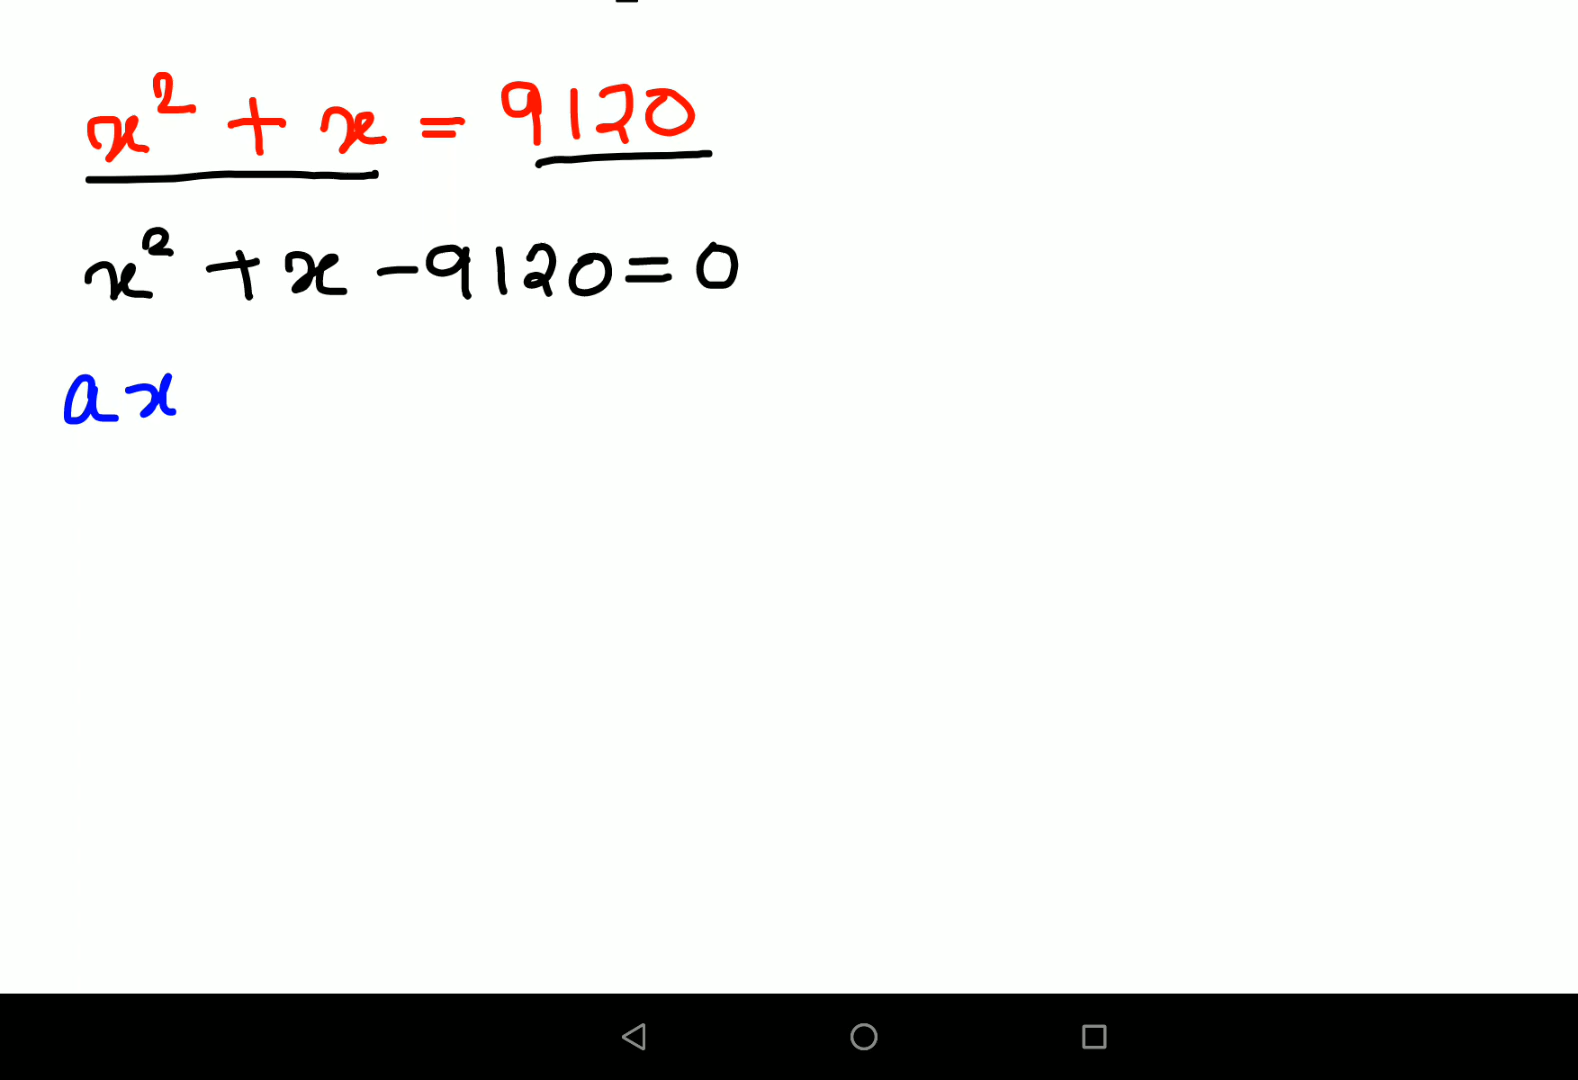 x² + x = 9120
x² + x - 9120 = 0
ax